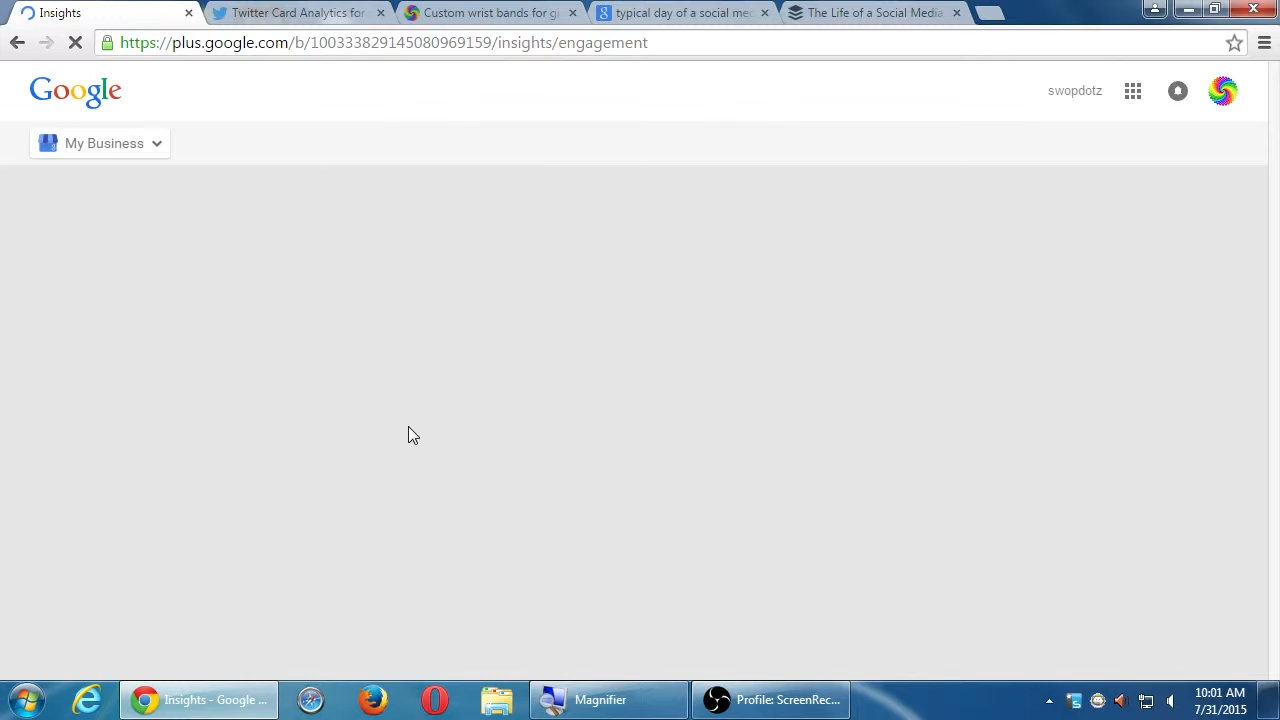 Insights
Twitter Card Analytics for
Custom wrist bands for gr
typical day of a social med
The Life of a Social Media
https://plus.google.com/b/100333829145080969159/insights/engagement
Google
swopdotz
My Business
Insights - Google ...
Magnifier
Profile: ScreenRec...
10:01 AM
7/31/2015